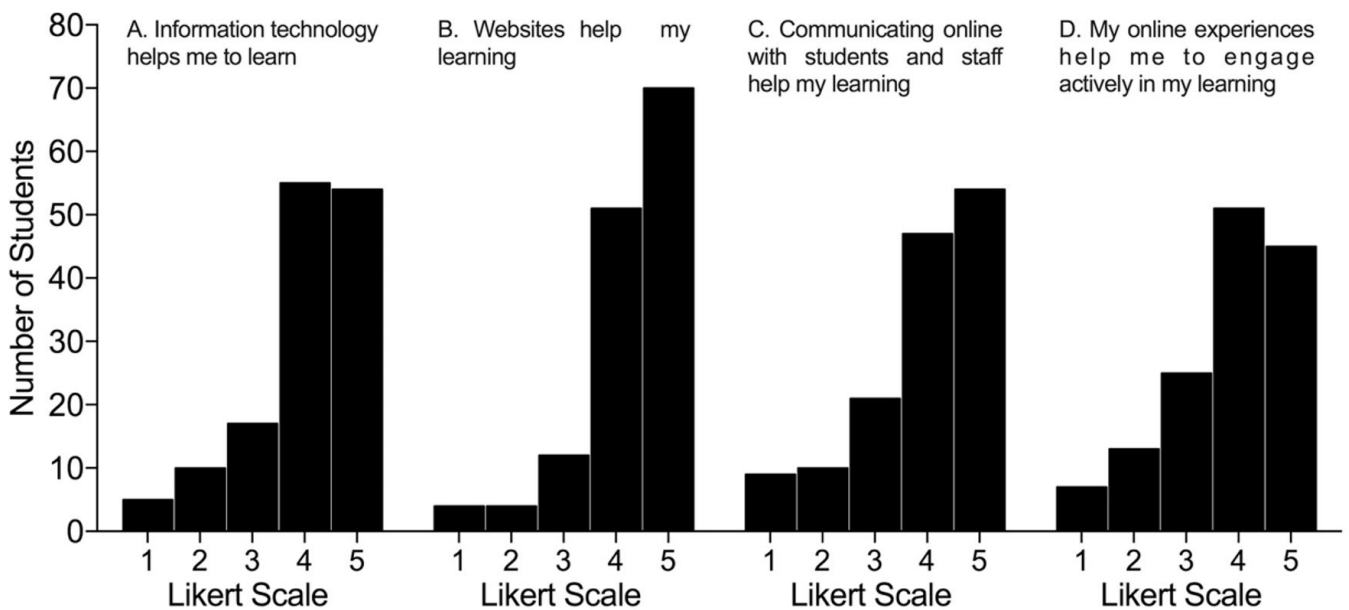 80
70
60
50
40
30
20
10
0
Number of Students
A. Information technology
helps me to learn
B. Websites help my
learning
C. Communicating online
with students and staff
help my learning
D. My online experiences
help me to engage
actively in my learning
1 2 3 4 5
Likert Scale
1 2 3 4 5
Likert Scale
1 2 3 4 5
Likert Scale
1 2 3 4 5
Likert Scale